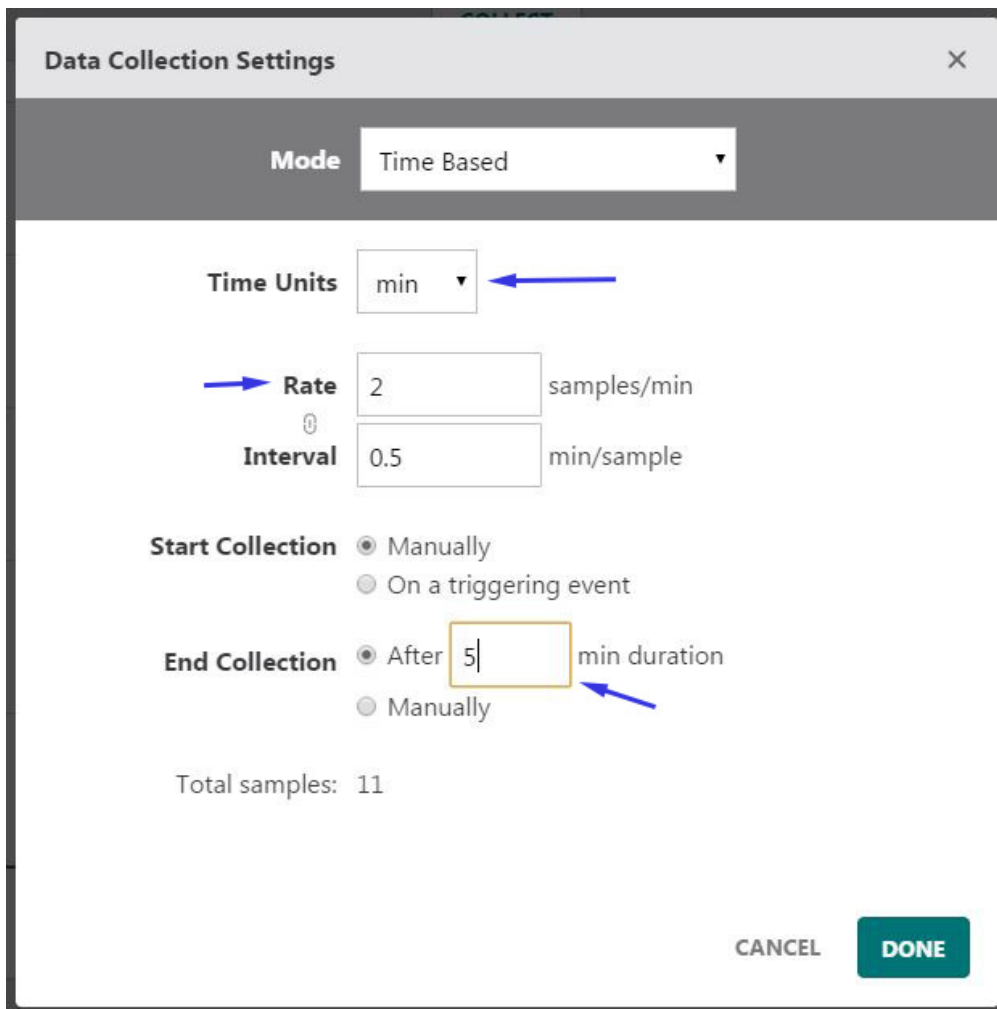 COLLECT
Data Collection Settings
Mode Time Based
Time Units min
Rate 2 samples/min
Interval 0.5 min/sample
Start Collection Manually
On a triggering event
End Collection After 5 min duration
Manually
Total samples: 11
CANCEL DONE